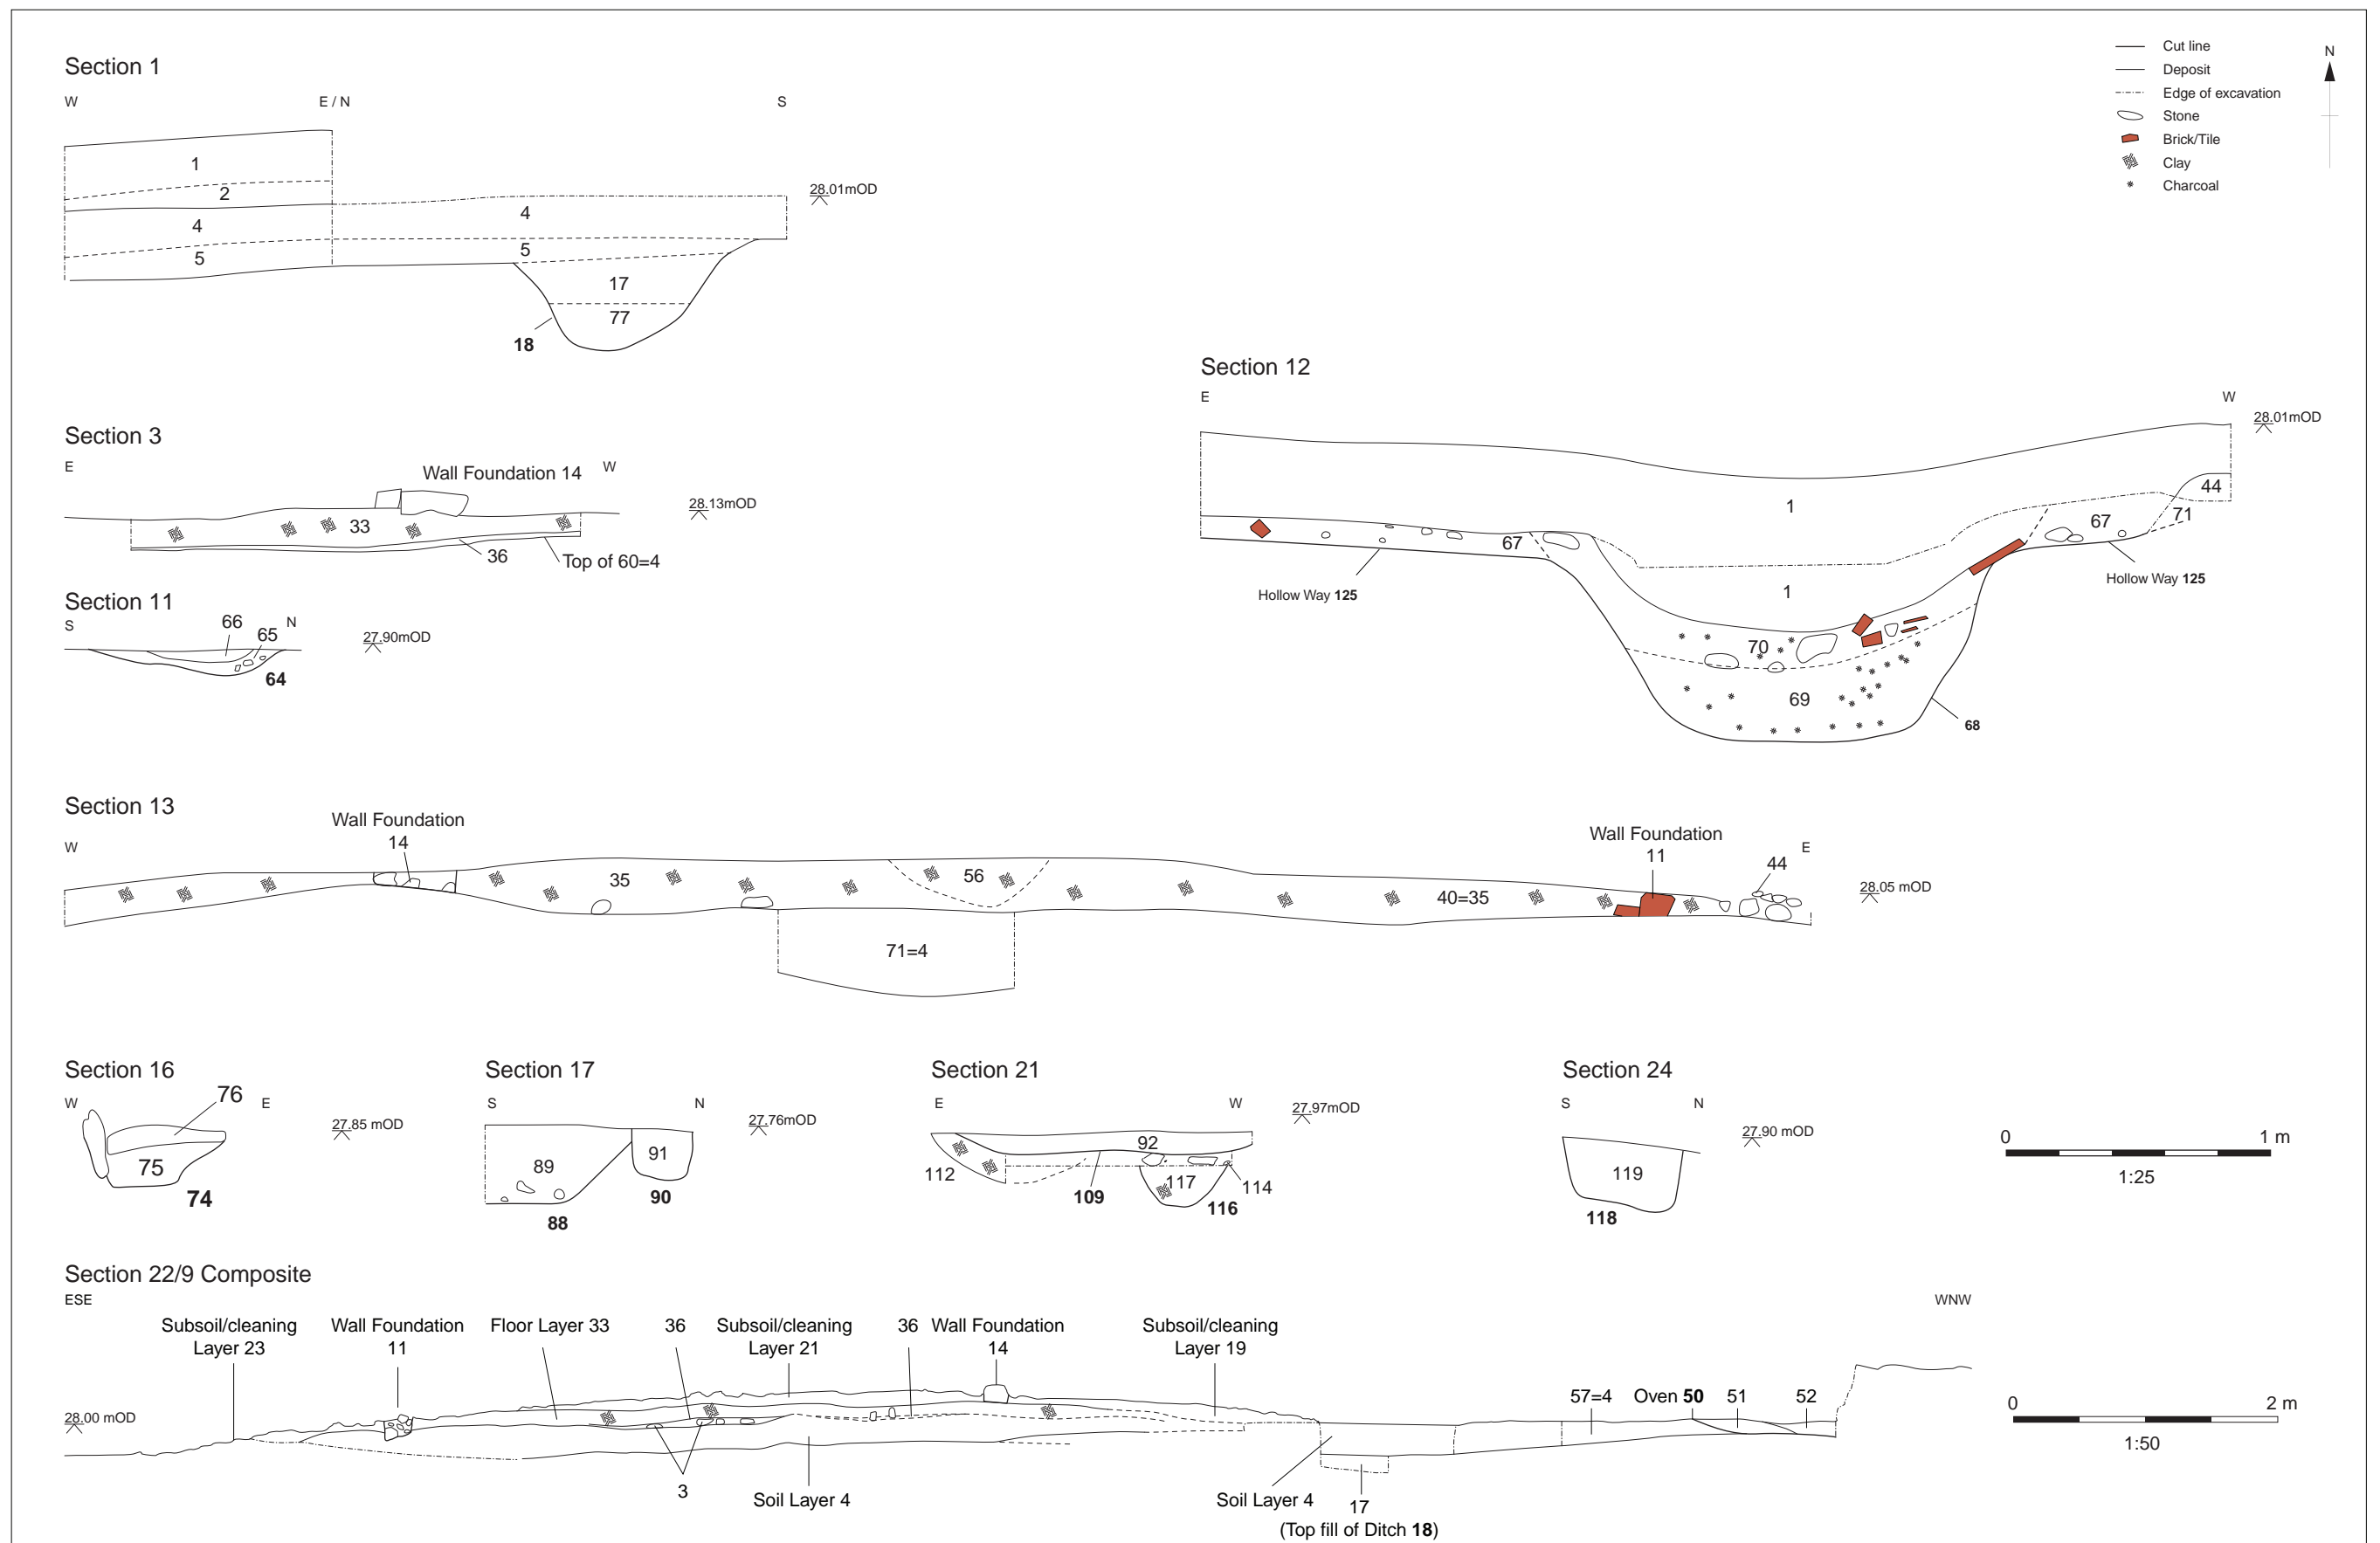 Section 1
W
E / N
S
1
2
4
5
4
5
17
77
18
28.01mOD
Cut line
Deposit
Edge of excavation
Stone
Brick/Tile
Clay
Charcoal
N
Section 3
E
Wall Foundation 14
W
28.13mOD
33
36
Top of 60=4
Section 11
S
66
65
N
27.90mOD
64
Section 12
E
W
28.01mOD
1
44
67
71
67
Hollow Way 125
Hollow Way 125
1
70
69
68
Section 13
W
Wall Foundation
14
35
56
71=4
40=35
Wall Foundation
11
44
E
28.05 mOD
Section 16
W
76
E
27.85 mOD
75
74
Section 17
S
N
27.76mOD
89
91
90
88
Section 21
E
W
27.97mOD
92
112
109
117
114
116
Section 24
S
N
27.90 mOD
119
118
0
1 m
1:25
Section 22/9 Composite
ESE
WNW
Subsoil/cleaning
Layer 23
Wall Foundation
11
Floor Layer 33
36
Subsoil/cleaning
Layer 21
36
Wall Foundation
14
Subsoil/cleaning
Layer 19
28.00 mOD
57=4
Oven 50
51
52
3
Soil Layer 4
Soil Layer 4
17
(Top fill of Ditch 18)
0
2 m
1:50